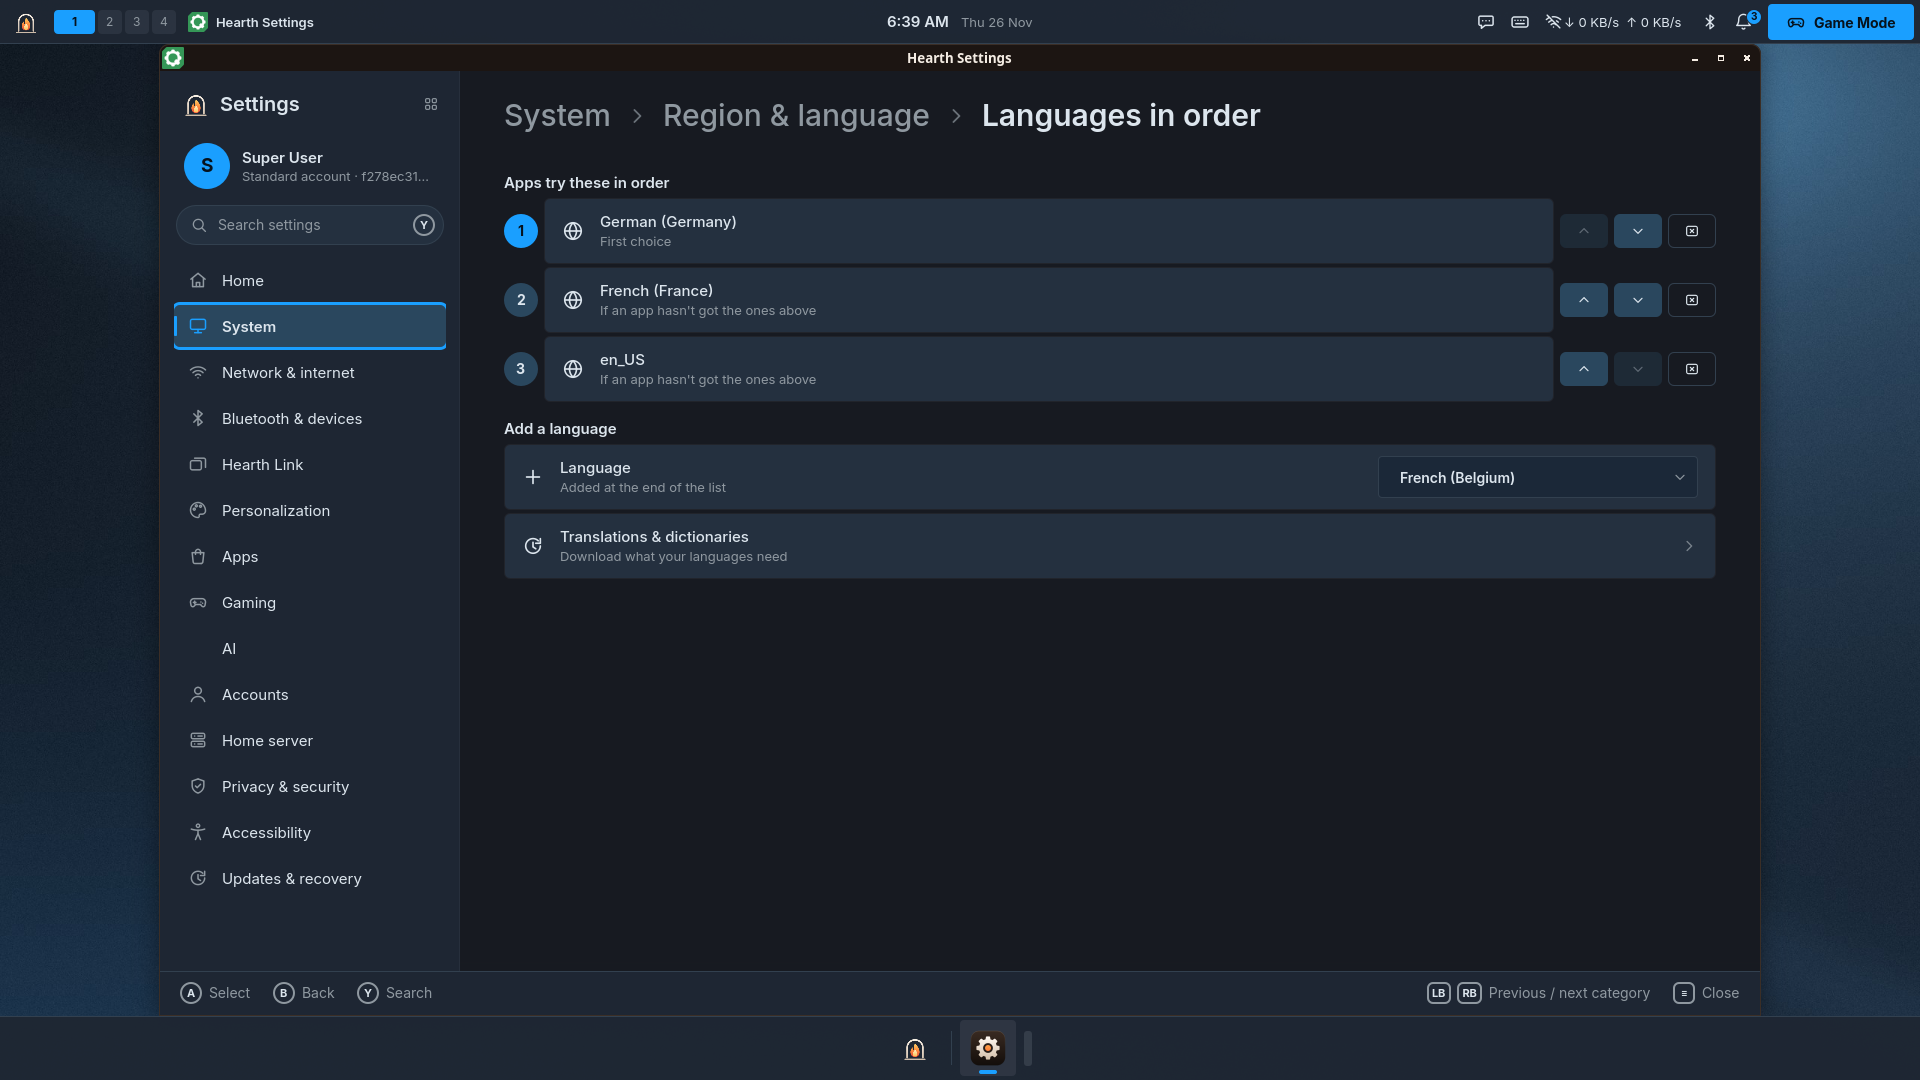 1 2 3 4 Hearth Settings
6:39 AM Thu 26 Nov
↓ 0 KB/s ↑ 0 KB/s
3
Game Mode
Hearth Settings
Settings
S
Super User
Standard account · f278ec31...
Search settings Y
Home
System
Network & internet
Bluetooth & devices
Hearth Link
Personalization
Apps
Gaming
AI
Accounts
Home server
Privacy & security
Accessibility
Updates & recovery
System > Region & language > Languages in order
Apps try these in order
1
German (Germany)
First choice
2
French (France)
If an app hasn't got the ones above
3
en_US
If an app hasn't got the ones above
Add a language
Language
Added at the end of the list
French (Belgium)
Translations & dictionaries
Download what your languages need
A Select B Back Y Search
LB RB Previous / next category ≡ Close